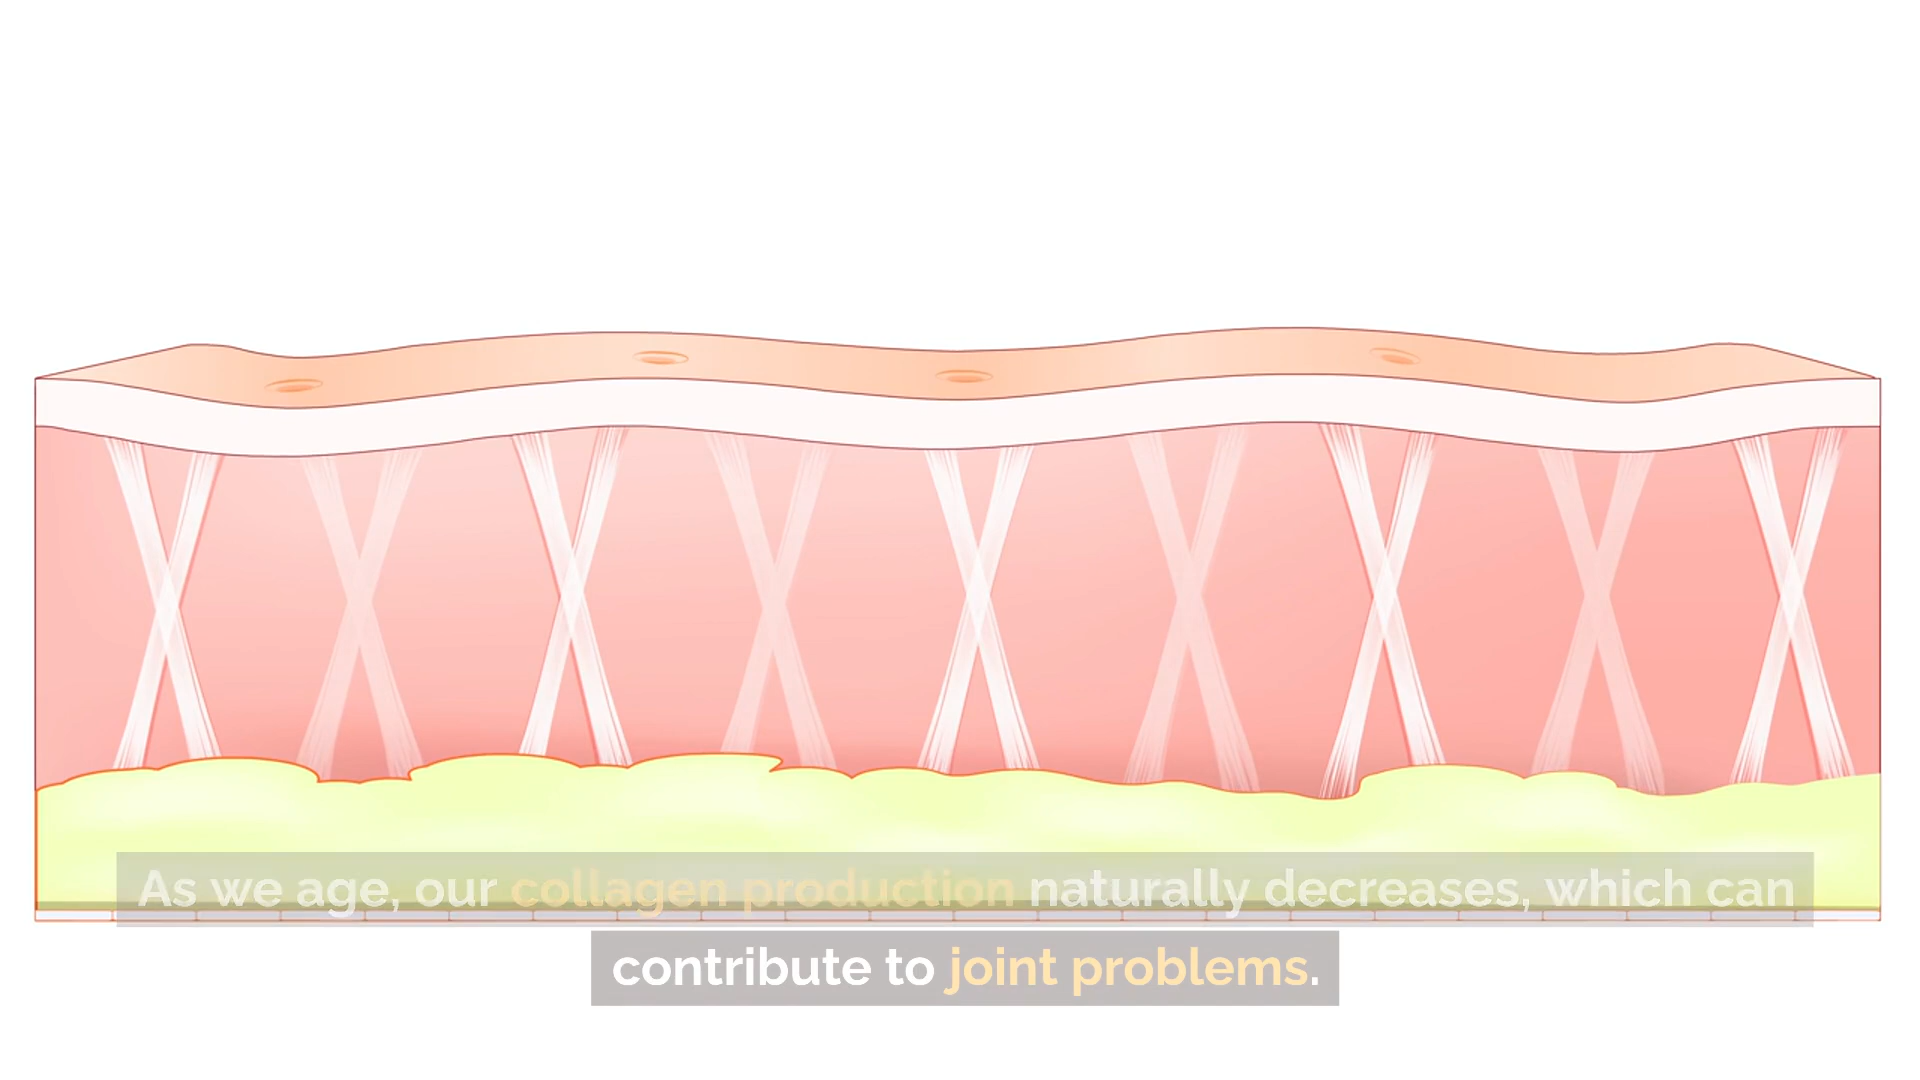 As we age, our collagen production naturally decreases, which can
contribute to joint problems.